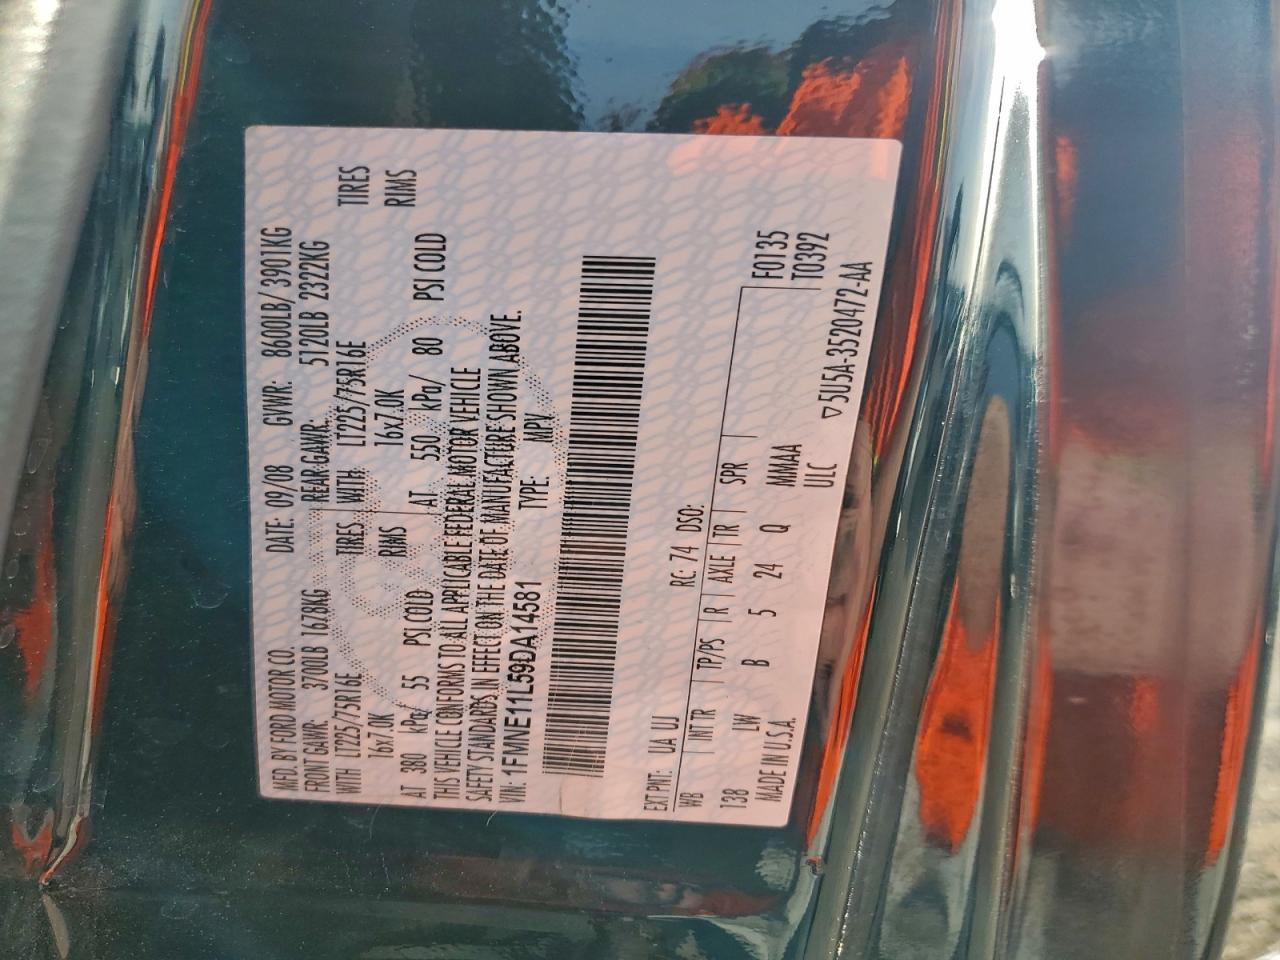 MFD. BY FORD MOTOR CO.
DATE: 09/08 GVWR: 8600LB/ 3901KG
FRONT GAWR: 3700LB 1678KG REAR GAWR: 5120LB 2322KG
WITH LT225/75R16E TIRES WITH LT225/75R16E TIRES
16x7.0K RIMS 16x7.0K RIMS
AT 380 kPa/ 55 PSI COLD AT 550 kPa/ 80 PSI COLD
THIS VEHICLE CONFORMS TO ALL APPLICABLE FEDERAL MOTOR VEHICLE
SAFETY STANDARDS IN EFFECT ON THE DATE OF MANUFACTURE SHOWN ABOVE.
VIN: 1FMNE11L59DA14581 TYPE: MPV
EXT PNT: UA UJ RC: 74 DSO: F0135
WB INT TR TP/PS R AXLE TR SPR T0392
138 LW B 5 24 Q MMAA
MADE IN U.S.A. ULC
▽5U5A-3520472-AA